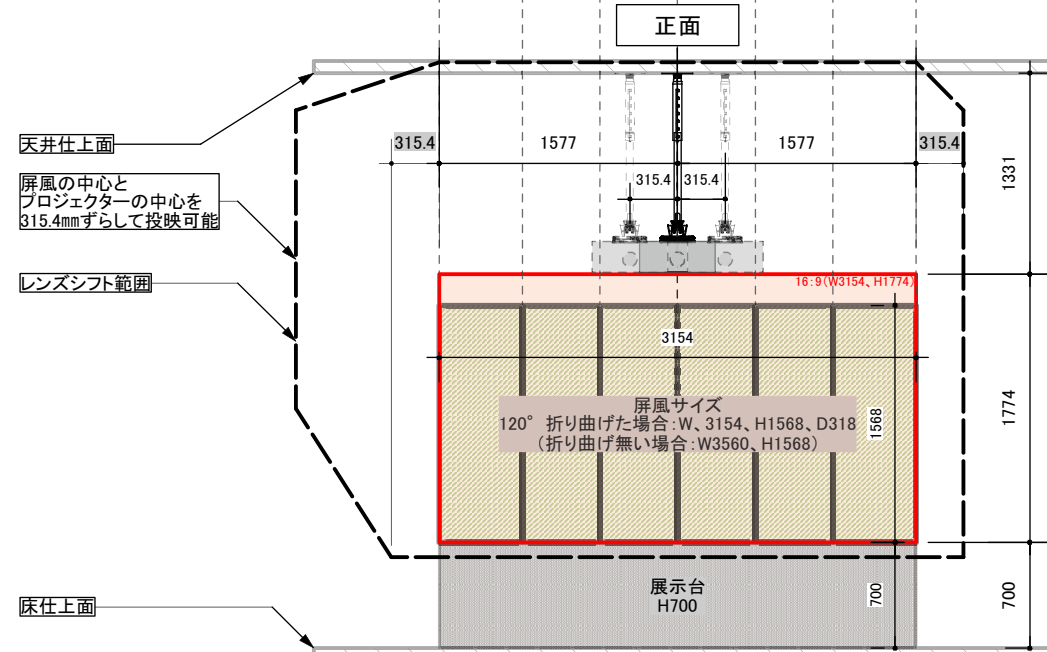 正面
天井仕上面
315.4
1577
1577
315.4
屏風の中心と
プロジェクターの中心を
315.4mmずらして投映可能
315.4
315.4
1331
レンズシフト範囲
16:9(W3154、H1774)
3154
屏風サイズ
120° 折り曲げた場合:W、3154、H1568、D318
(折り曲げ無い場合:W3560、H1568)
1568
1774
展示台
H700
700
700
床仕上面